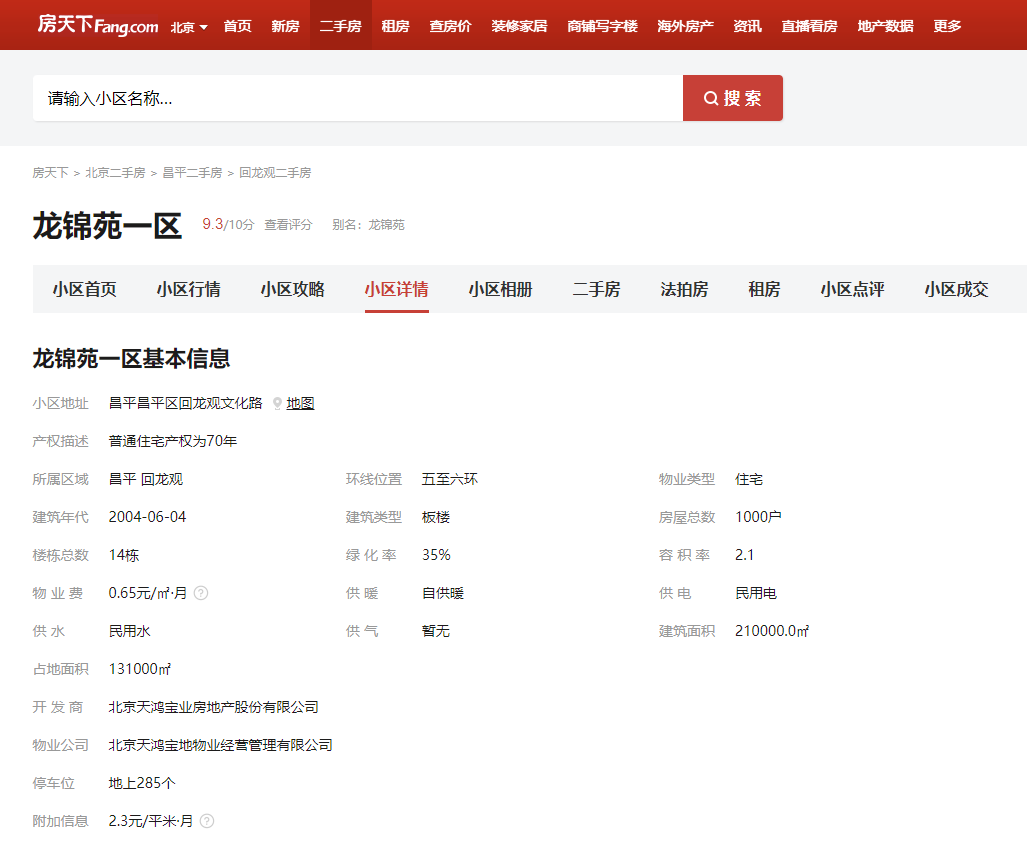 房天下Fang.com 北京 首页 新房 二手房 租房 查房价 装修家居 商铺写字楼 海外房产 资讯 直播看房 地产数据 更多
请输入小区名称... 搜 索
房天下 > 北京二手房 > 昌平二手房 > 回龙观二手房
龙锦苑一区 9.3/10分 查看评分 别名：龙锦苑
小区首页 小区行情 小区攻略 小区详情 小区相册 二手房 法拍房 租房 小区点评 小区成交
龙锦苑一区基本信息
小区地址 昌平昌平区回龙观文化路 地图
产权描述 普通住宅产权为70年
所属区域 昌平 回龙观 环线位置 五至六环 物业类型 住宅
建筑年代 2004-06-04 建筑类型 板楼 房屋总数 1000户
楼栋总数 14栋 绿 化 率 35% 容 积 率 2.1
物 业 费 0.65元/㎡·月 ? 供 暖 自供暖 供 电 民用电
供 水 民用水 供 气 暂无 建筑面积 210000.0㎡
占地面积 131000㎡
开 发 商 北京天鸿宝业房地产股份有限公司
物业公司 北京天鸿宝地物业经营管理有限公司
停车位 地上285个
附加信息 2.3元/平米·月 ?